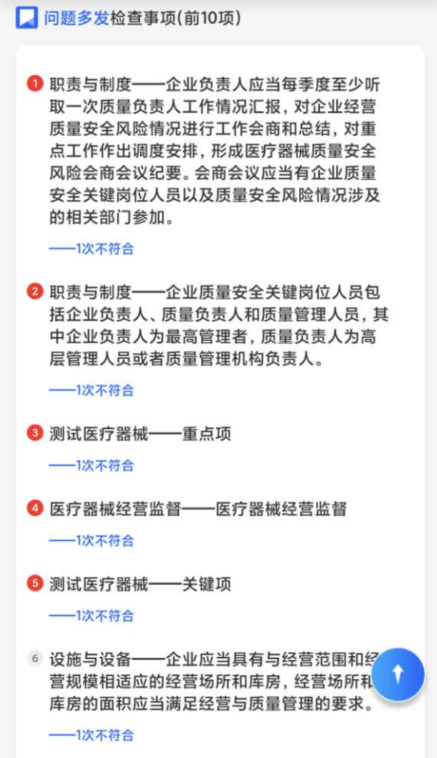 问题多发检查事项(前10项)
1 职责与制度——企业负责人应当每季度至少听
取一次质量负责人工作情况汇报，对企业经营
质量安全风险情况进行工作会商和总结，对重
点工作作出调度安排，形成医疗器械质量安全
风险会商会议纪要。会商会议应当有企业质量
安全关键岗位人员以及质量安全风险情况涉及
的相关部门参加。
——1次不符合
2 职责与制度——企业质量安全关键岗位人员包
括企业负责人、质量负责人和质量管理人员，其
中企业负责人为最高管理者，质量负责人为高
层管理人员或者质量管理机构负责人。
——1次不符合
3 测试医疗器械——重点项
——1次不符合
4 医疗器械经营监督——医疗器械经营监督
——1次不符合
5 测试医疗器械——关键项
——1次不符合
6 设施与设备——企业应当具有与经营范围和经
营规模相适应的经营场所和库房，经营场所和
库房的面积应当满足经营与质量管理的要求。
——1次不符合